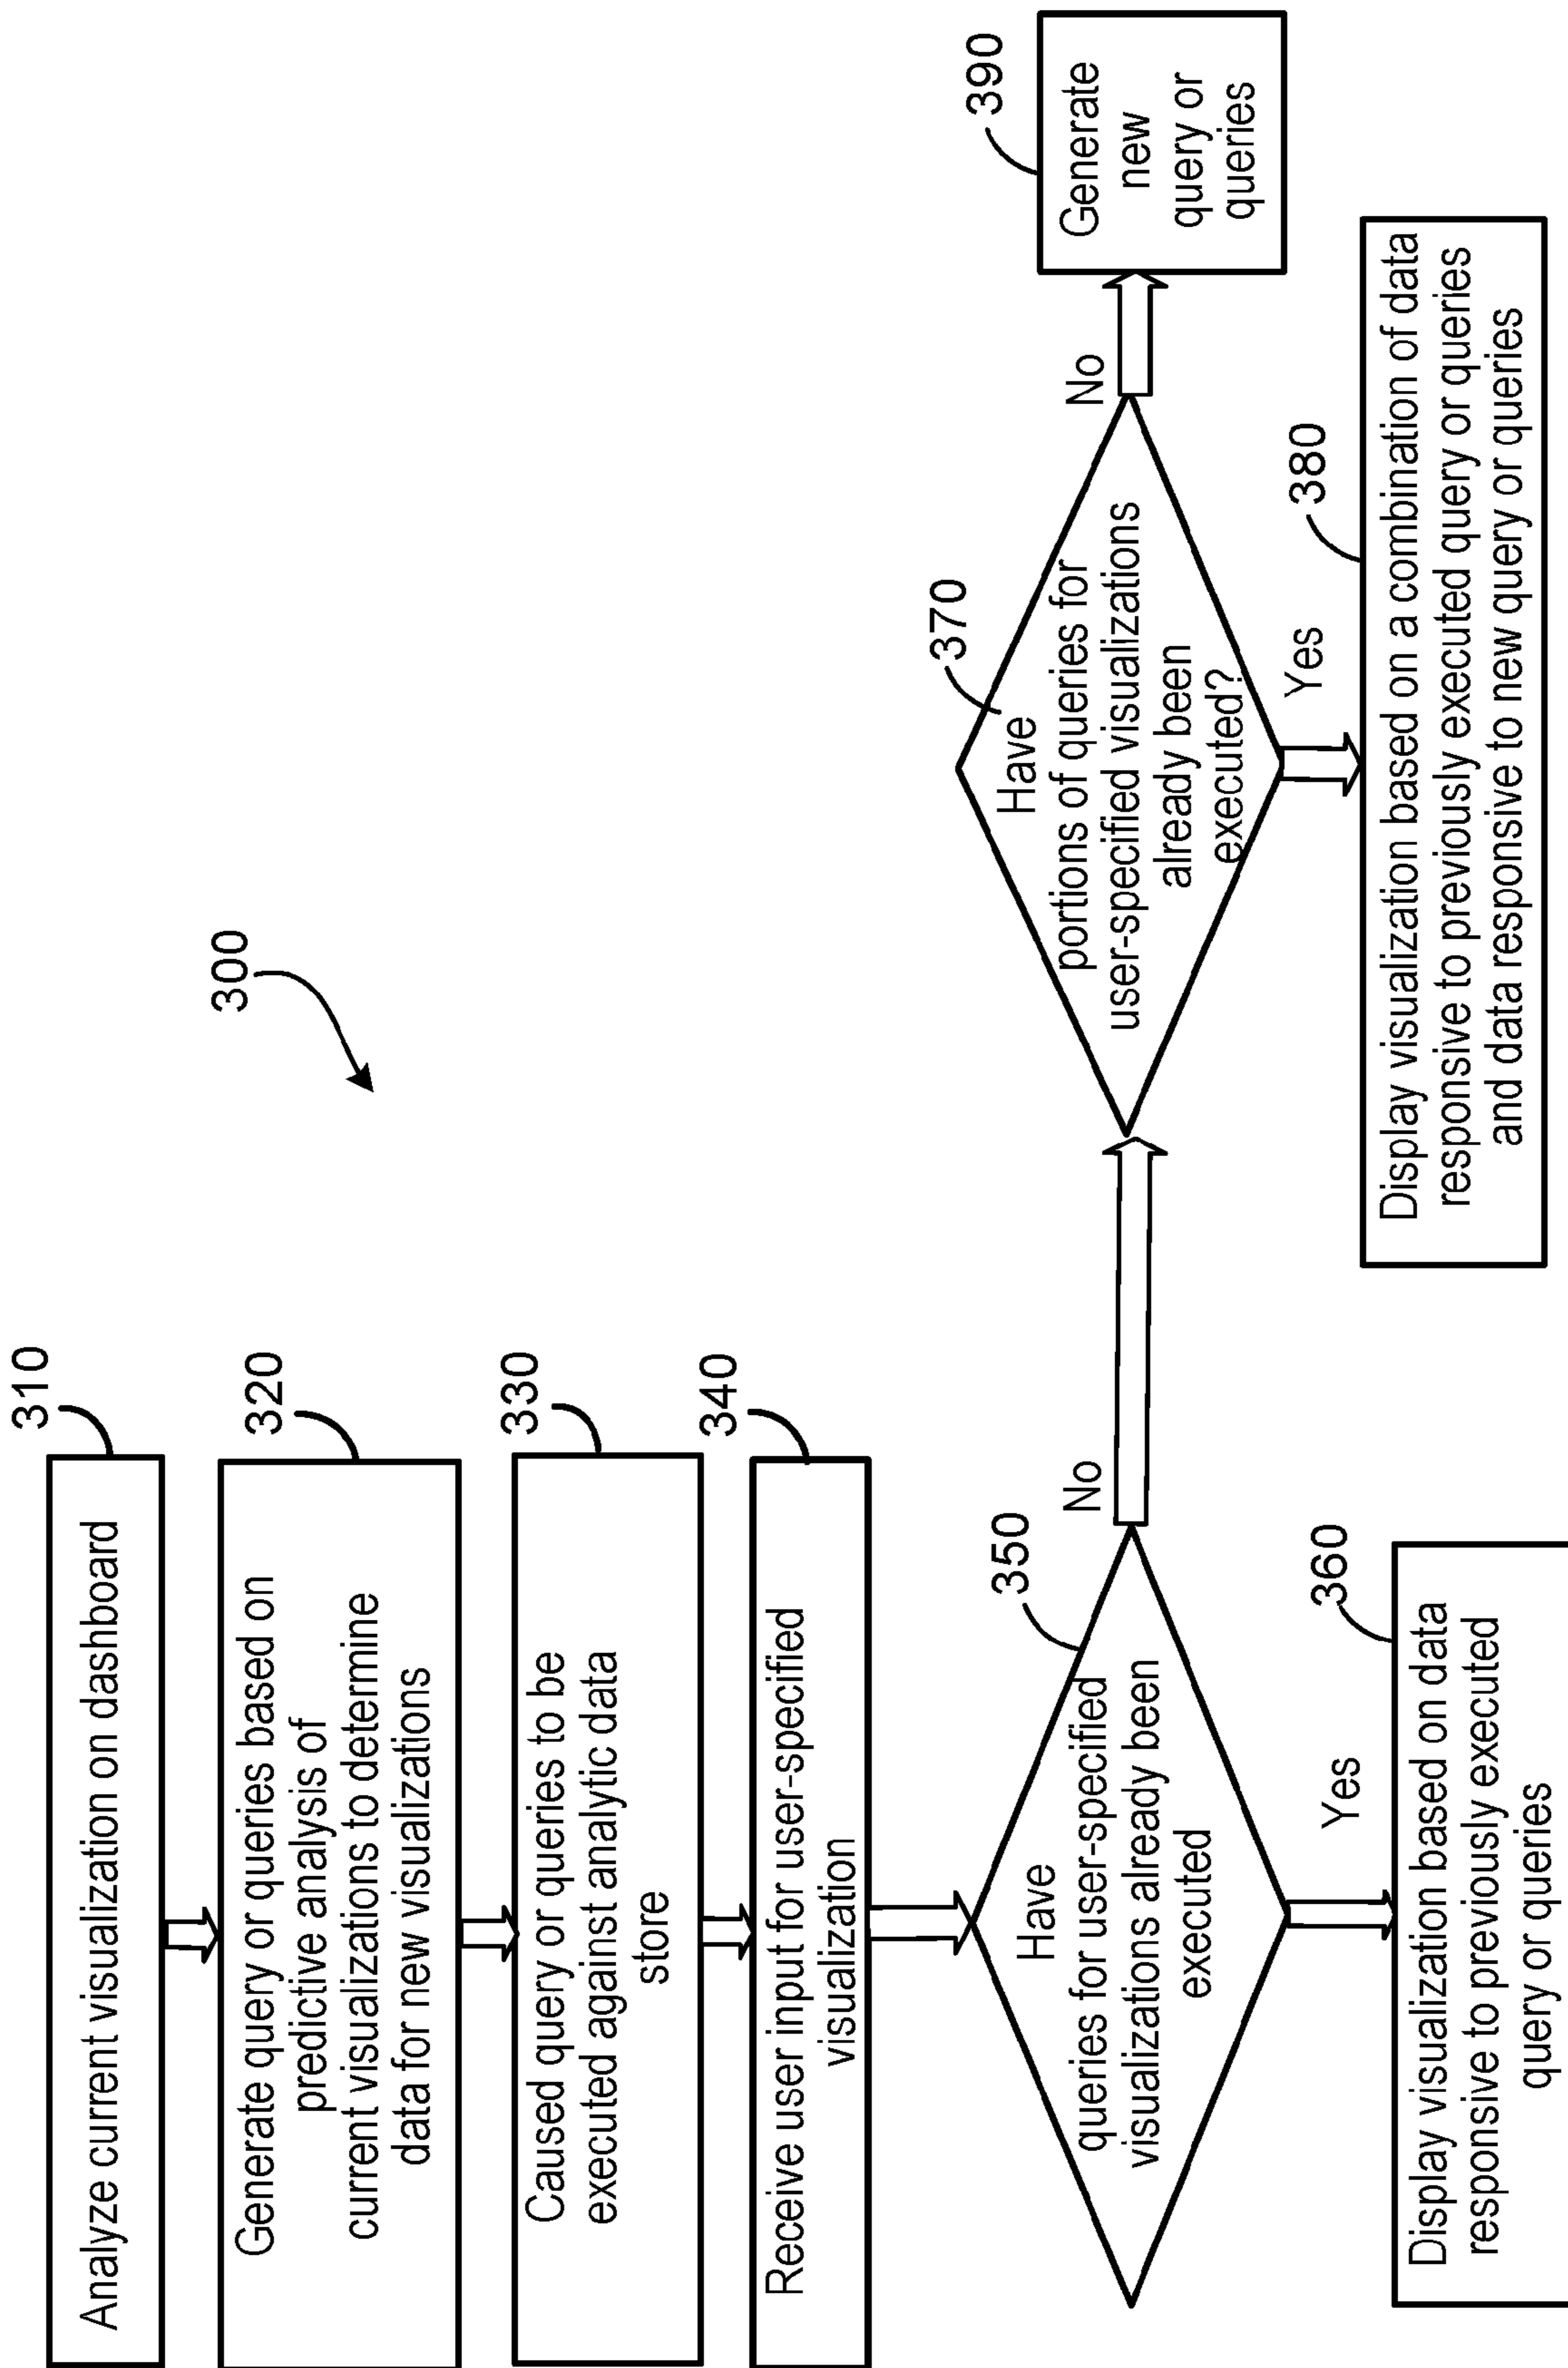 300
310
Analyze current visualization on dashboard
320
Generate query or queries based on
predictive analysis of
current visualizations to determine
data for new visualizations
330
Caused query or queries to be
executed against analytic data
store
340
Receive user input for user-specified
visualization
350
Have
queries for user-specified
visualizations already been
executed
No
Yes
360
Display visualization based on data
responsive to previously executed
query or queries
370
Have
portions of queries for
user-specified visualizations
already been
executed?
No
Yes
380
Display visualization based on a combination of data
responsive to previously executed query or queries
and data responsive to new query or queries
390
Generate
new
query or
queries